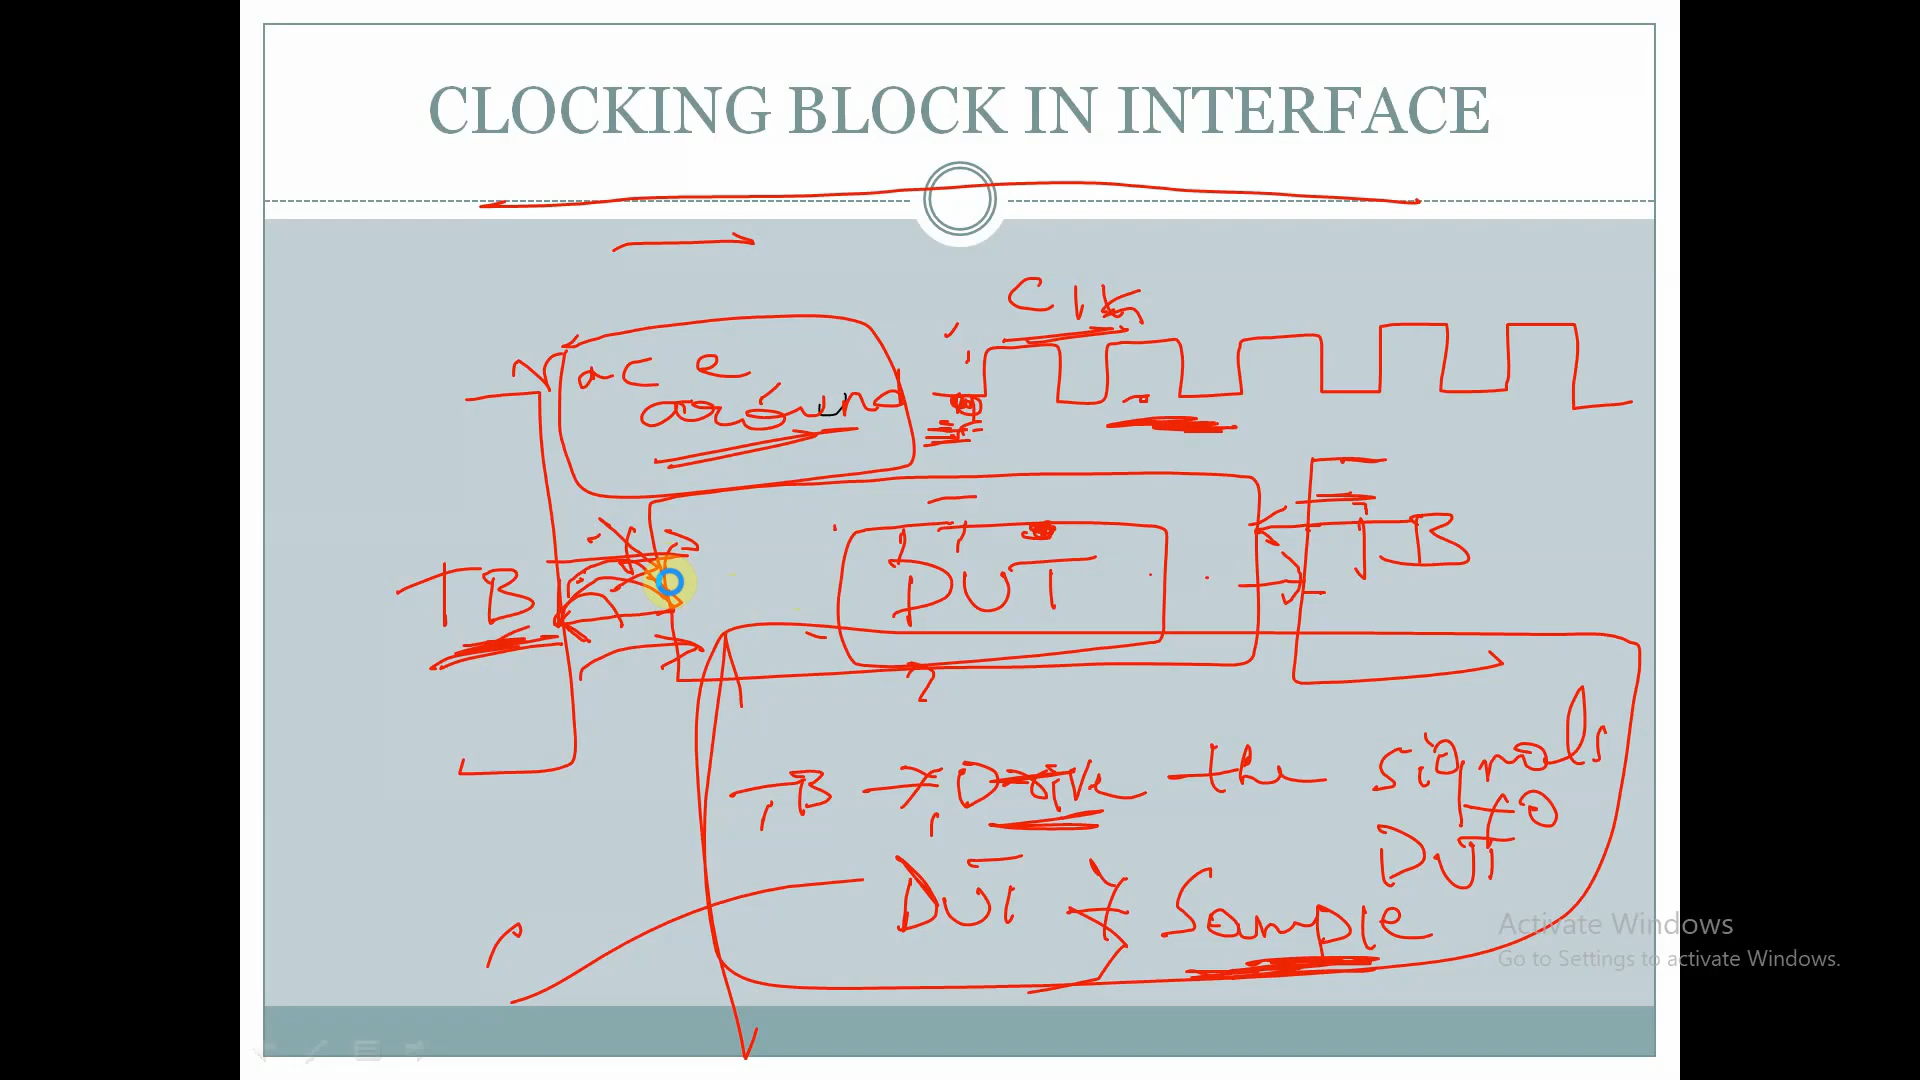 CLOCKING BLOCK IN INTERFACE
Clk
race
around
TB
DUT
TB
TB → Drive the signals
to
DUT
DUT → Sample
Activate Windows
Go to Settings to activate Windows.